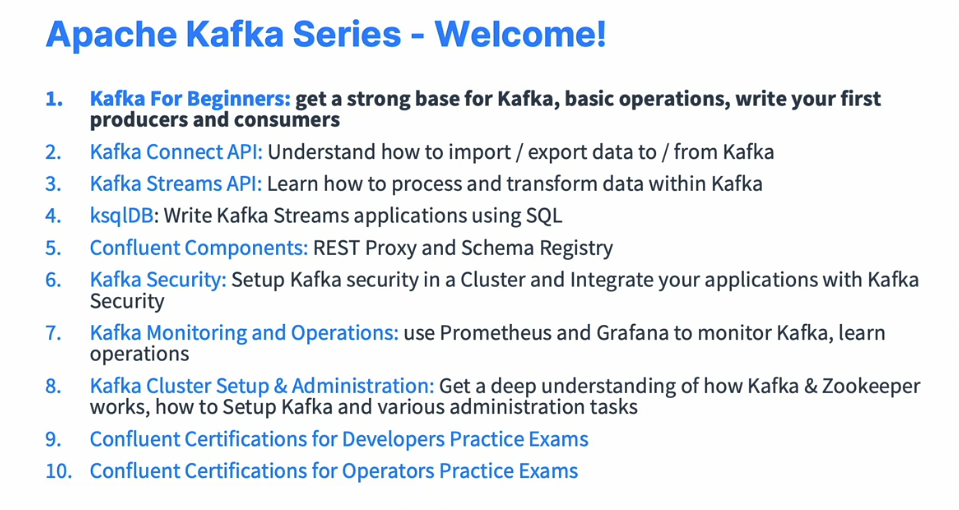 Apache Kafka Series - Welcome!
1. Kafka For Beginners: get a strong base for Kafka, basic operations, write your first
producers and consumers
2. Kafka Connect API: Understand how to import / export data to / from Kafka
3. Kafka Streams API: Learn how to process and transform data within Kafka
4. ksqlDB: Write Kafka Streams applications using SQL
5. Confluent Components: REST Proxy and Schema Registry
6. Kafka Security: Setup Kafka security in a Cluster and Integrate your applications with Kafka
Security
7. Kafka Monitoring and Operations: use Prometheus and Grafana to monitor Kafka, learn
operations
8. Kafka Cluster Setup & Administration: Get a deep understanding of how Kafka & Zookeeper
works, how to Setup Kafka and various administration tasks
9. Confluent Certifications for Developers Practice Exams
10. Confluent Certifications for Operators Practice Exams